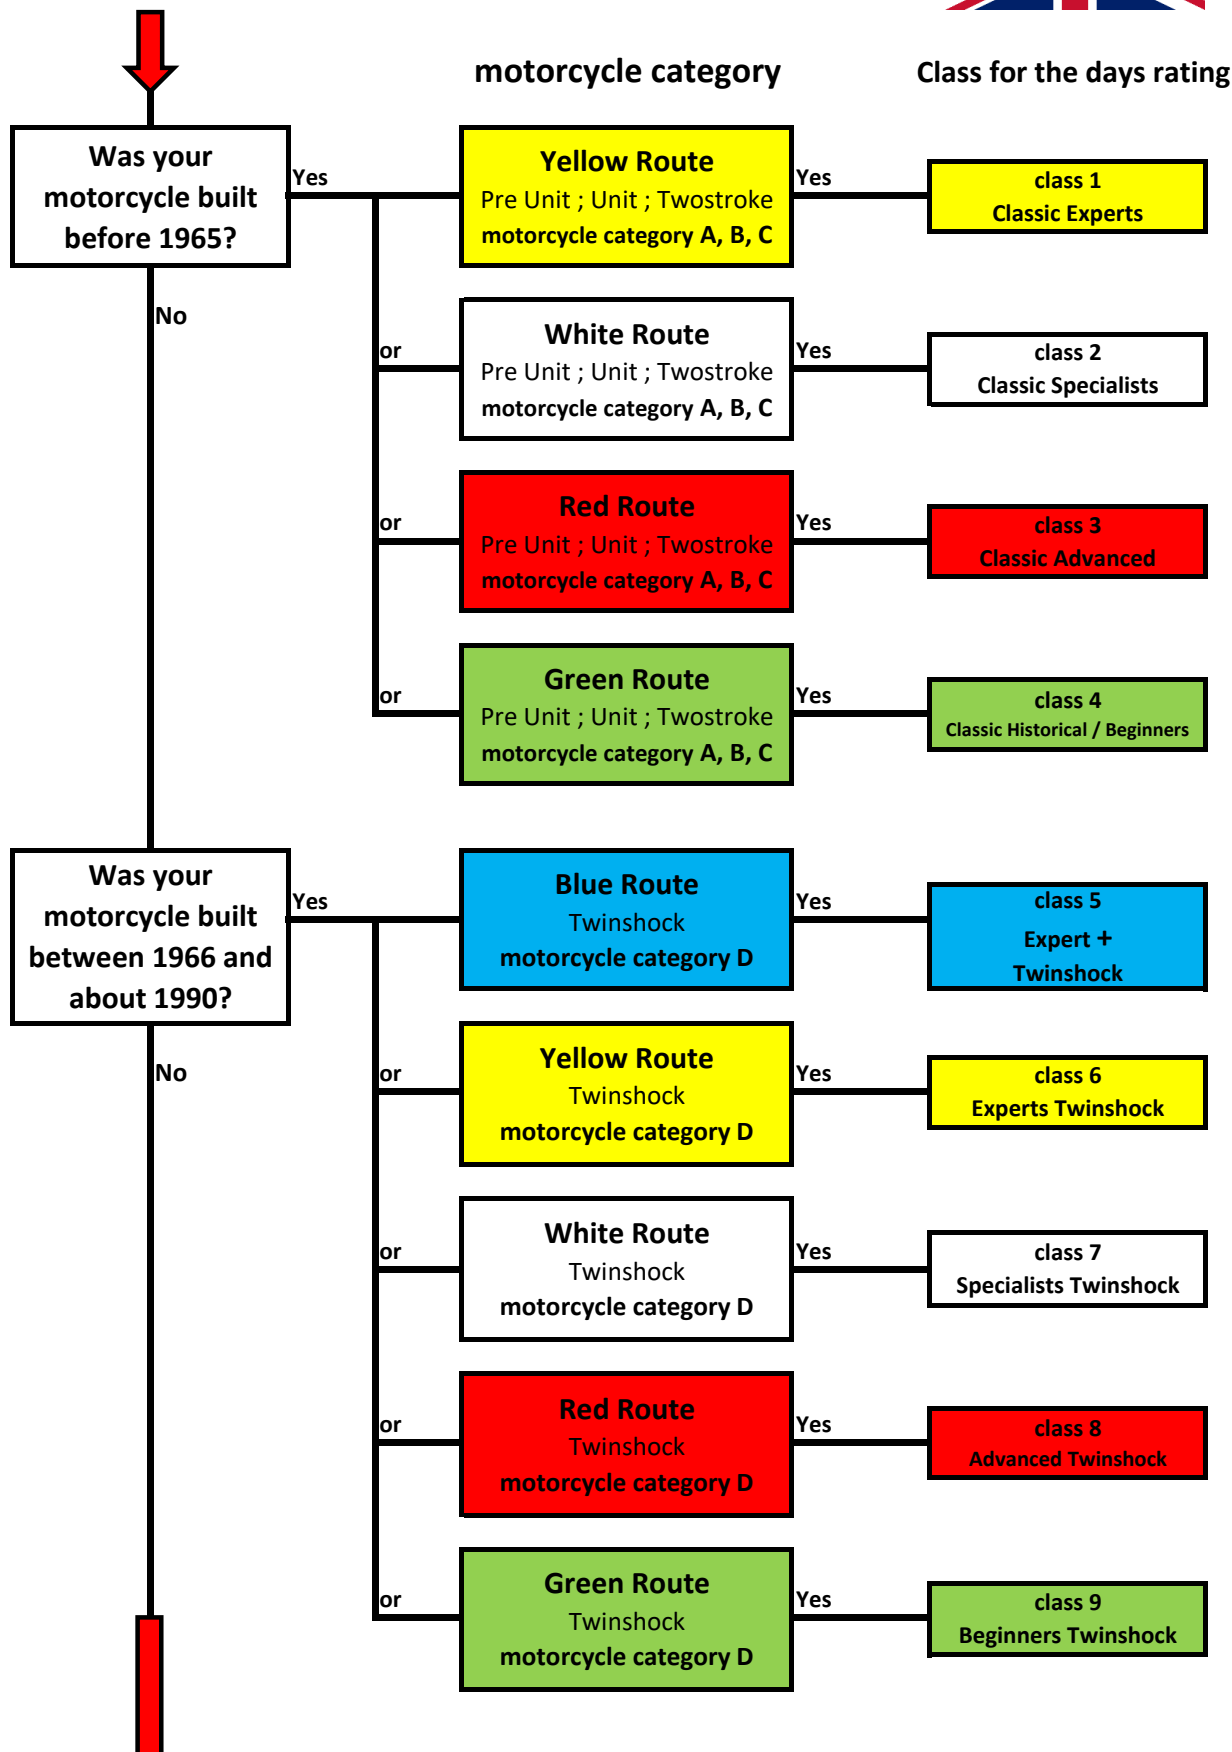 motorcycle category
Class for the days rating
Was your
motorcycle built
before 1965?
Yes
Yellow Route
Pre Unit ; Unit ; Twostroke
motorcycle category A, B, C
Yes
class 1
Classic Experts
No
or
White Route
Pre Unit ; Unit ; Twostroke
motorcycle category A, B, C
Yes
class 2
Classic Specialists
or
Red Route
Pre Unit ; Unit ; Twostroke
motorcycle category A, B, C
Yes
class 3
Classic Advanced
or
Green Route
Pre Unit ; Unit ; Twostroke
motorcycle category A, B, C
Yes
class 4
Classic Historical / Beginners
Was your
motorcycle built
between 1966 and
about 1990?
Yes
Blue Route
Twinshock
motorcycle category D
Yes
class 5
Expert +
Twinshock
No
or
Yellow Route
Twinshock
motorcycle category D
Yes
class 6
Experts Twinshock
or
White Route
Twinshock
motorcycle category D
Yes
class 7
Specialists Twinshock
or
Red Route
Twinshock
motorcycle category D
Yes
class 8
Advanced Twinshock
or
Green Route
Twinshock
motorcycle category D
Yes
class 9
Beginners Twinshock